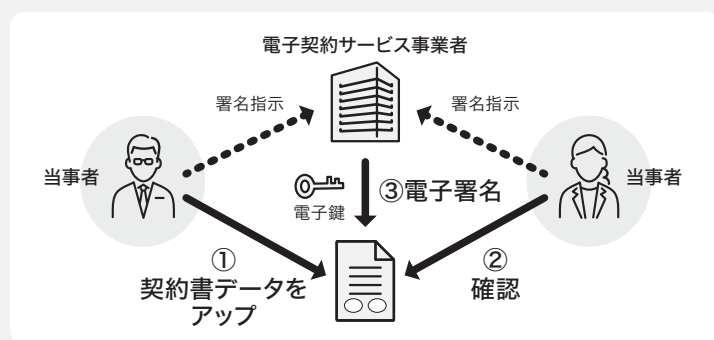 電子契約サービス事業者
署名指示
署名指示
当事者
当事者
電子鍵
③電子署名
①
契約書データを
アップ
②
確認